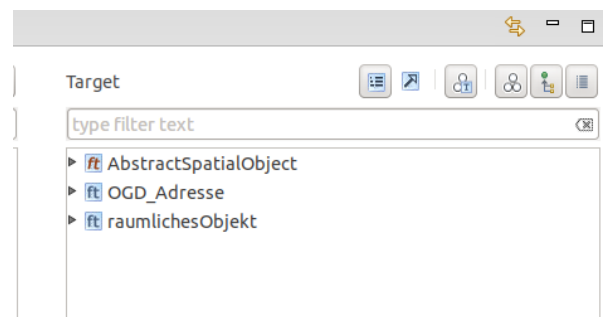 Target
type filter text
ft AbstractSpatialObject
ft OGD_Adresse
ft raumlichesObjekt